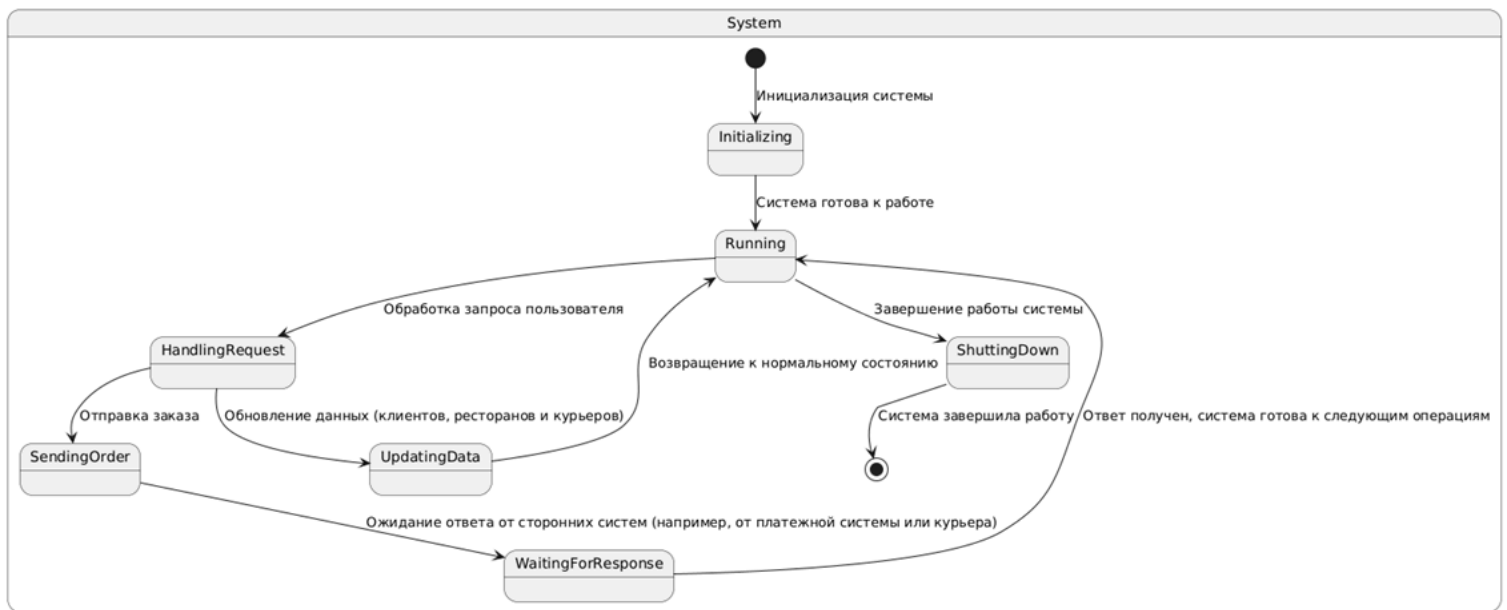 System
Инициализация системы
Initializing
Система готова к работе
Running
Обработка запроса пользователя
Завершение работы системы
HandlingRequest
ShuttingDown
Возвращение к нормальному состоянию
Отправка заказа
Обновление данных (клиентов, ресторанов и курьеров)
Система завершила работу
Ответ получен, система готова к следующим операциям
SendingOrder
UpdatingData
Ожидание ответа от сторонних систем (например, от платежной системы или курьера)
WaitingForResponse